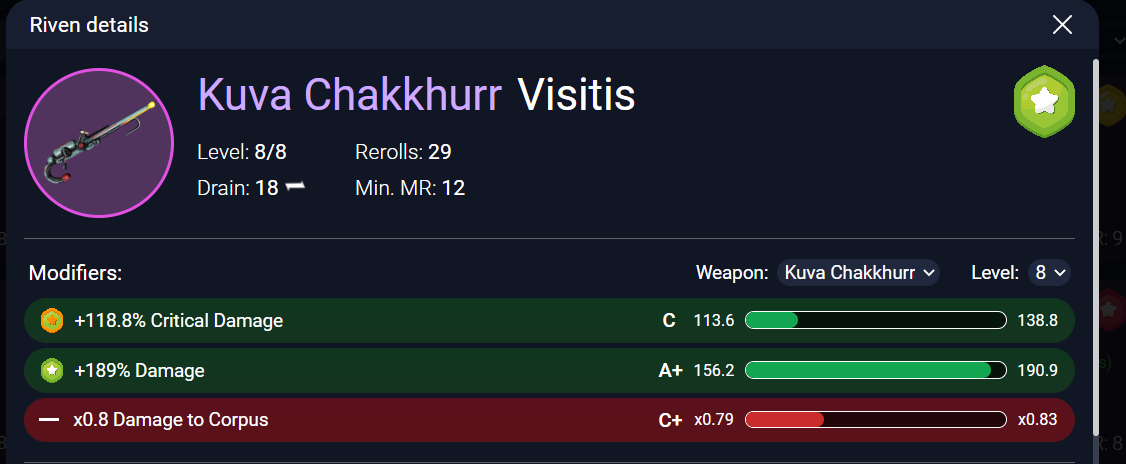 Riven details
Kuva Chakkhurr Visitis
Level: 8/8 Rerolls: 29
Drain: 18 Min. MR: 12
Modifiers: Weapon: Kuva Chakkhurr Level: 8
+118.8% Critical Damage C 113.6 138.8
+189% Damage A+ 156.2 190.9
x0.8 Damage to Corpus C+ x0.79 x0.83
R: 9
8